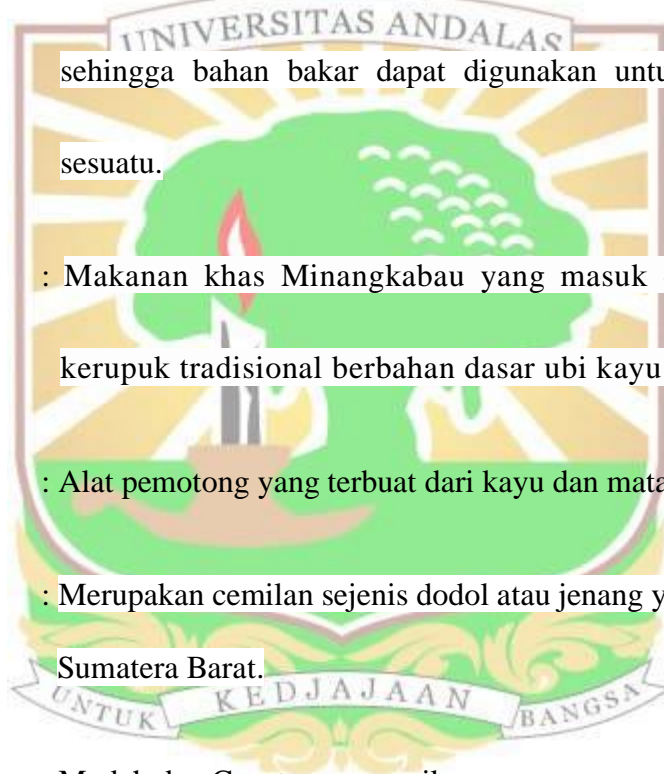 UNIVERSITAS ANDALAS
sehingga bahan bakar dapat digunakan
sesuatu.
: Makanan khas Minangkabau yang masuk
kerupuk tradisional berbahan dasar ubi kayu
: Alat pemotong yang terbuat dari kayu dan mata
: Merupakan cemilan sejenis dodol atau jenang
Sumatera Barat.
UNTUK KEDJAJAAN BANGSA